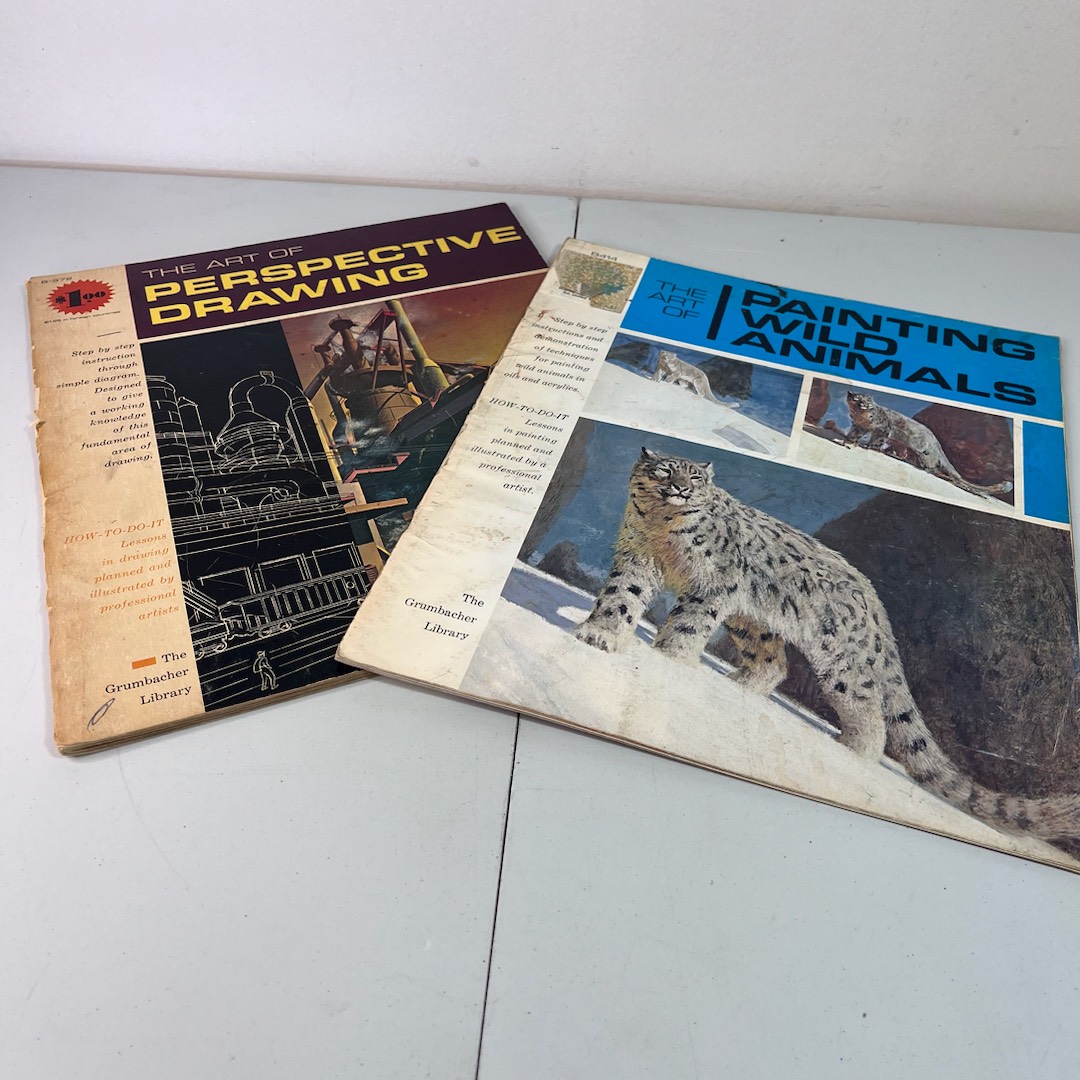 B-378
$1.00
THE ART OF
PERSPECTIVE
DRAWING
Step by step
instruction
through
simple diagram.
Designed
to give
a working
knowledge
of this
fundamental
area of
drawing.
HOW-TO-DO-IT
Lessons
in drawing
planned and
illustrated by
professional
artists
The
Grumbacher
Library
B414
THE
ART
OF
PAINTING
WILD
ANIMALS
Step by step
instructions and
demonstration
of techniques
for painting
wild animals in
oils and acrylics.
HOW-TO-DO-IT
Lessons
in painting
planned and
illustrated by a
professional
artist.
The
Grumbacher
Library